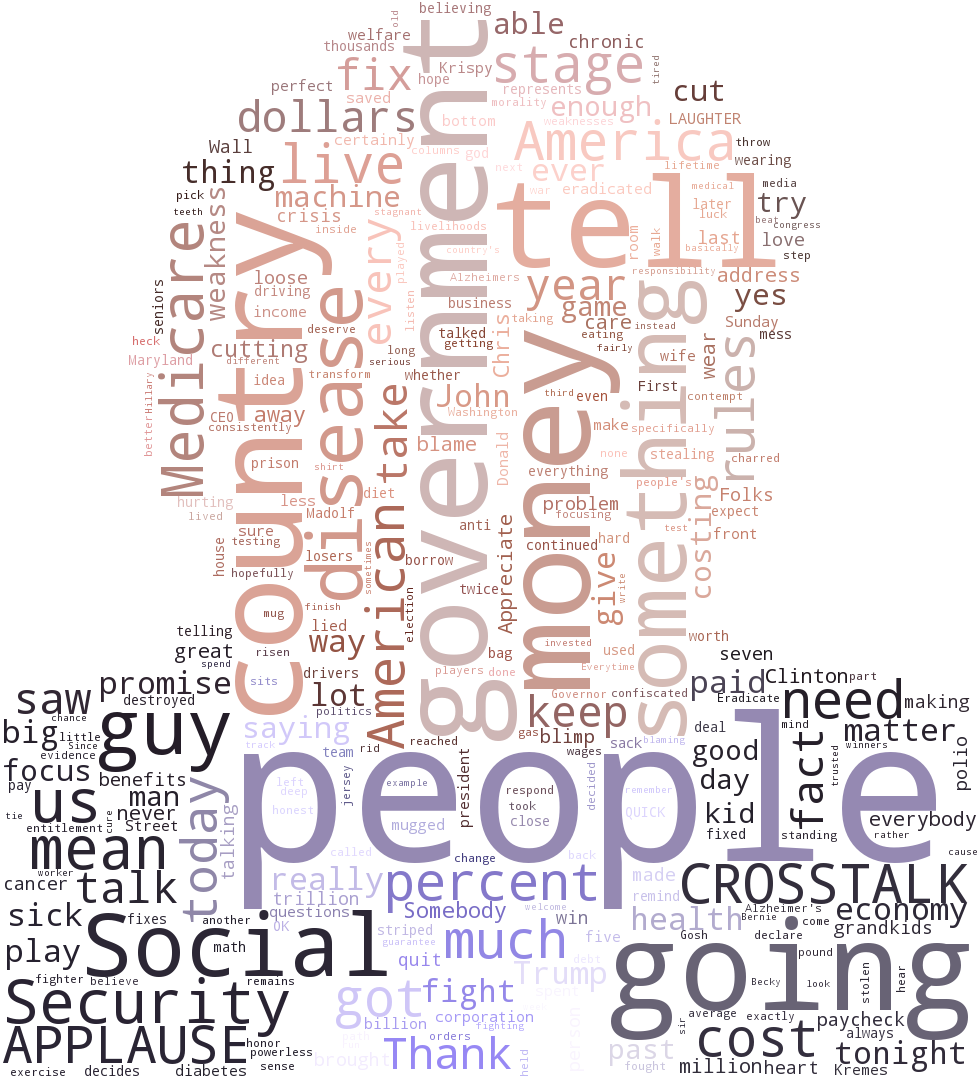 believing
old
welfare
able
thousands
chronic
government
stage
fix
Krispy
hope
tired
perfect
represents
cut
saved
morality
enough
dollars
bottom
weaknesses
LAUGHTER
certainly
America
Wall
columns
god
throw
thing
live
next
ever
lifetime
wearing
machine
war
eradicated
tell
medical
media
pick
try
teeth
crisis
stagnant
later
luck
beat
congress
inside
livelihoods
room
walk
last
love
Medicare
weakness
country
every
played
country's
basically
step
loose
Alzheimers
responsibility
address
seniors
driving
disease
listen
year
something
yes
income
business
game
taking
care
instead
Sunday
deserve
talked
Chris
eating
mess
heck
cutting
long
getting
fairly
wear
rules
Maryland
different
serious
money
wife
transform
whether
idea
First
better
Hillary
American
take
John
third
even
contempt
CEO
away
Washington
make
specifically
consistently
blame
Donald
none
stealing
prison
shirt
everything
people's
charred
hurting
less
diet
problem
costing
Folks
lived
Madolf
focusing
expect
sure
anti
Appreciate
test
front
testing
house
losers
continued
hard
hopefully
sometimes
borrow
give
write
twice
mug
finish
election
telling
lied
invested
worth
great
risen
way
bag
used
spend
drivers
players
done
Everytime
seven
sits
lot
Governor
confiscated
paid
Clinton
part
saw
promise
politics
keep
Eradicate
need
making
destroyed
guy
chance
saying
reached
gas
blimp
deal
mind
matter
big
little
Since
track
team
rid
wages
sack
blaming
good
fact
winners
evidence
people
focus
benefits
jersey
left
deep
example
president
respond
decided
remember
day
trusted
polio
pay
us
man
today
honest
took
QUICK
kid
tie
never
talking
mugged
close
everybody
entitlement
cure
Street
fixed
standing
rather
mean
called
change
back
cause
worker
cancer
talk
really
percent
made
CROSSTALK
trillion
remind
sick
fixes
another
questions
Somebody
welcome
win
health
Alzheimer's
economy
Bernie
come
OK
striped
guarantee
five
Gosh
declare
grandkids
play
Social
math
much
going
pound
fighter
believe
remains
quit
Trump
debt
Becky
look
stolen
hear
Security
got
fight
spent
billion
corporation
fighting
person
sir
average
exactly
paycheck
APPLAUSE
honor
path
run
orders
cost
always
powerless
Thank
past
tonight
exercise
decides
diabetes
sense
brought
held
fought
million
heart
Kremes